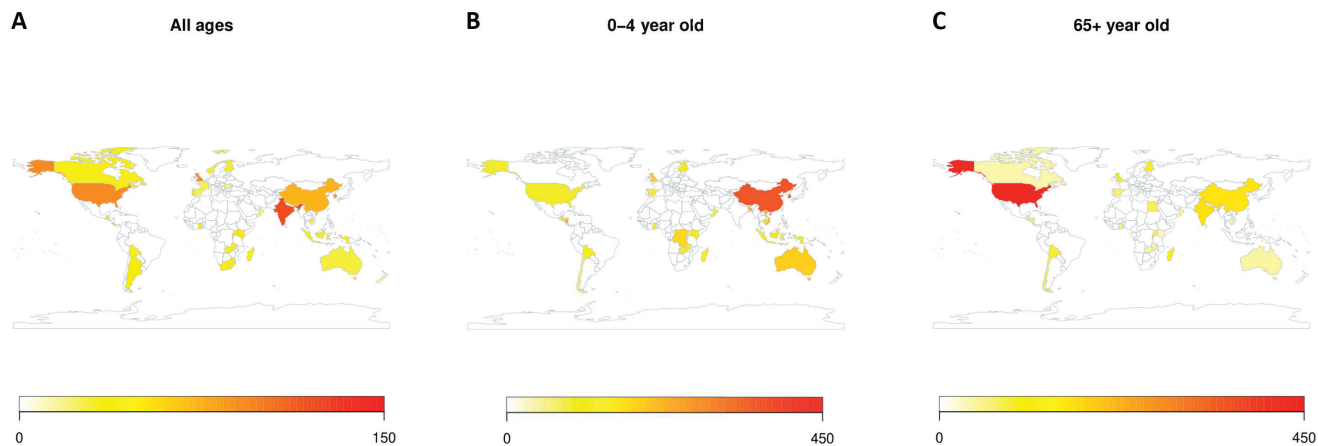 A All ages
B 0–4 year old
C 65+ year old
0 150
0 450
0 450